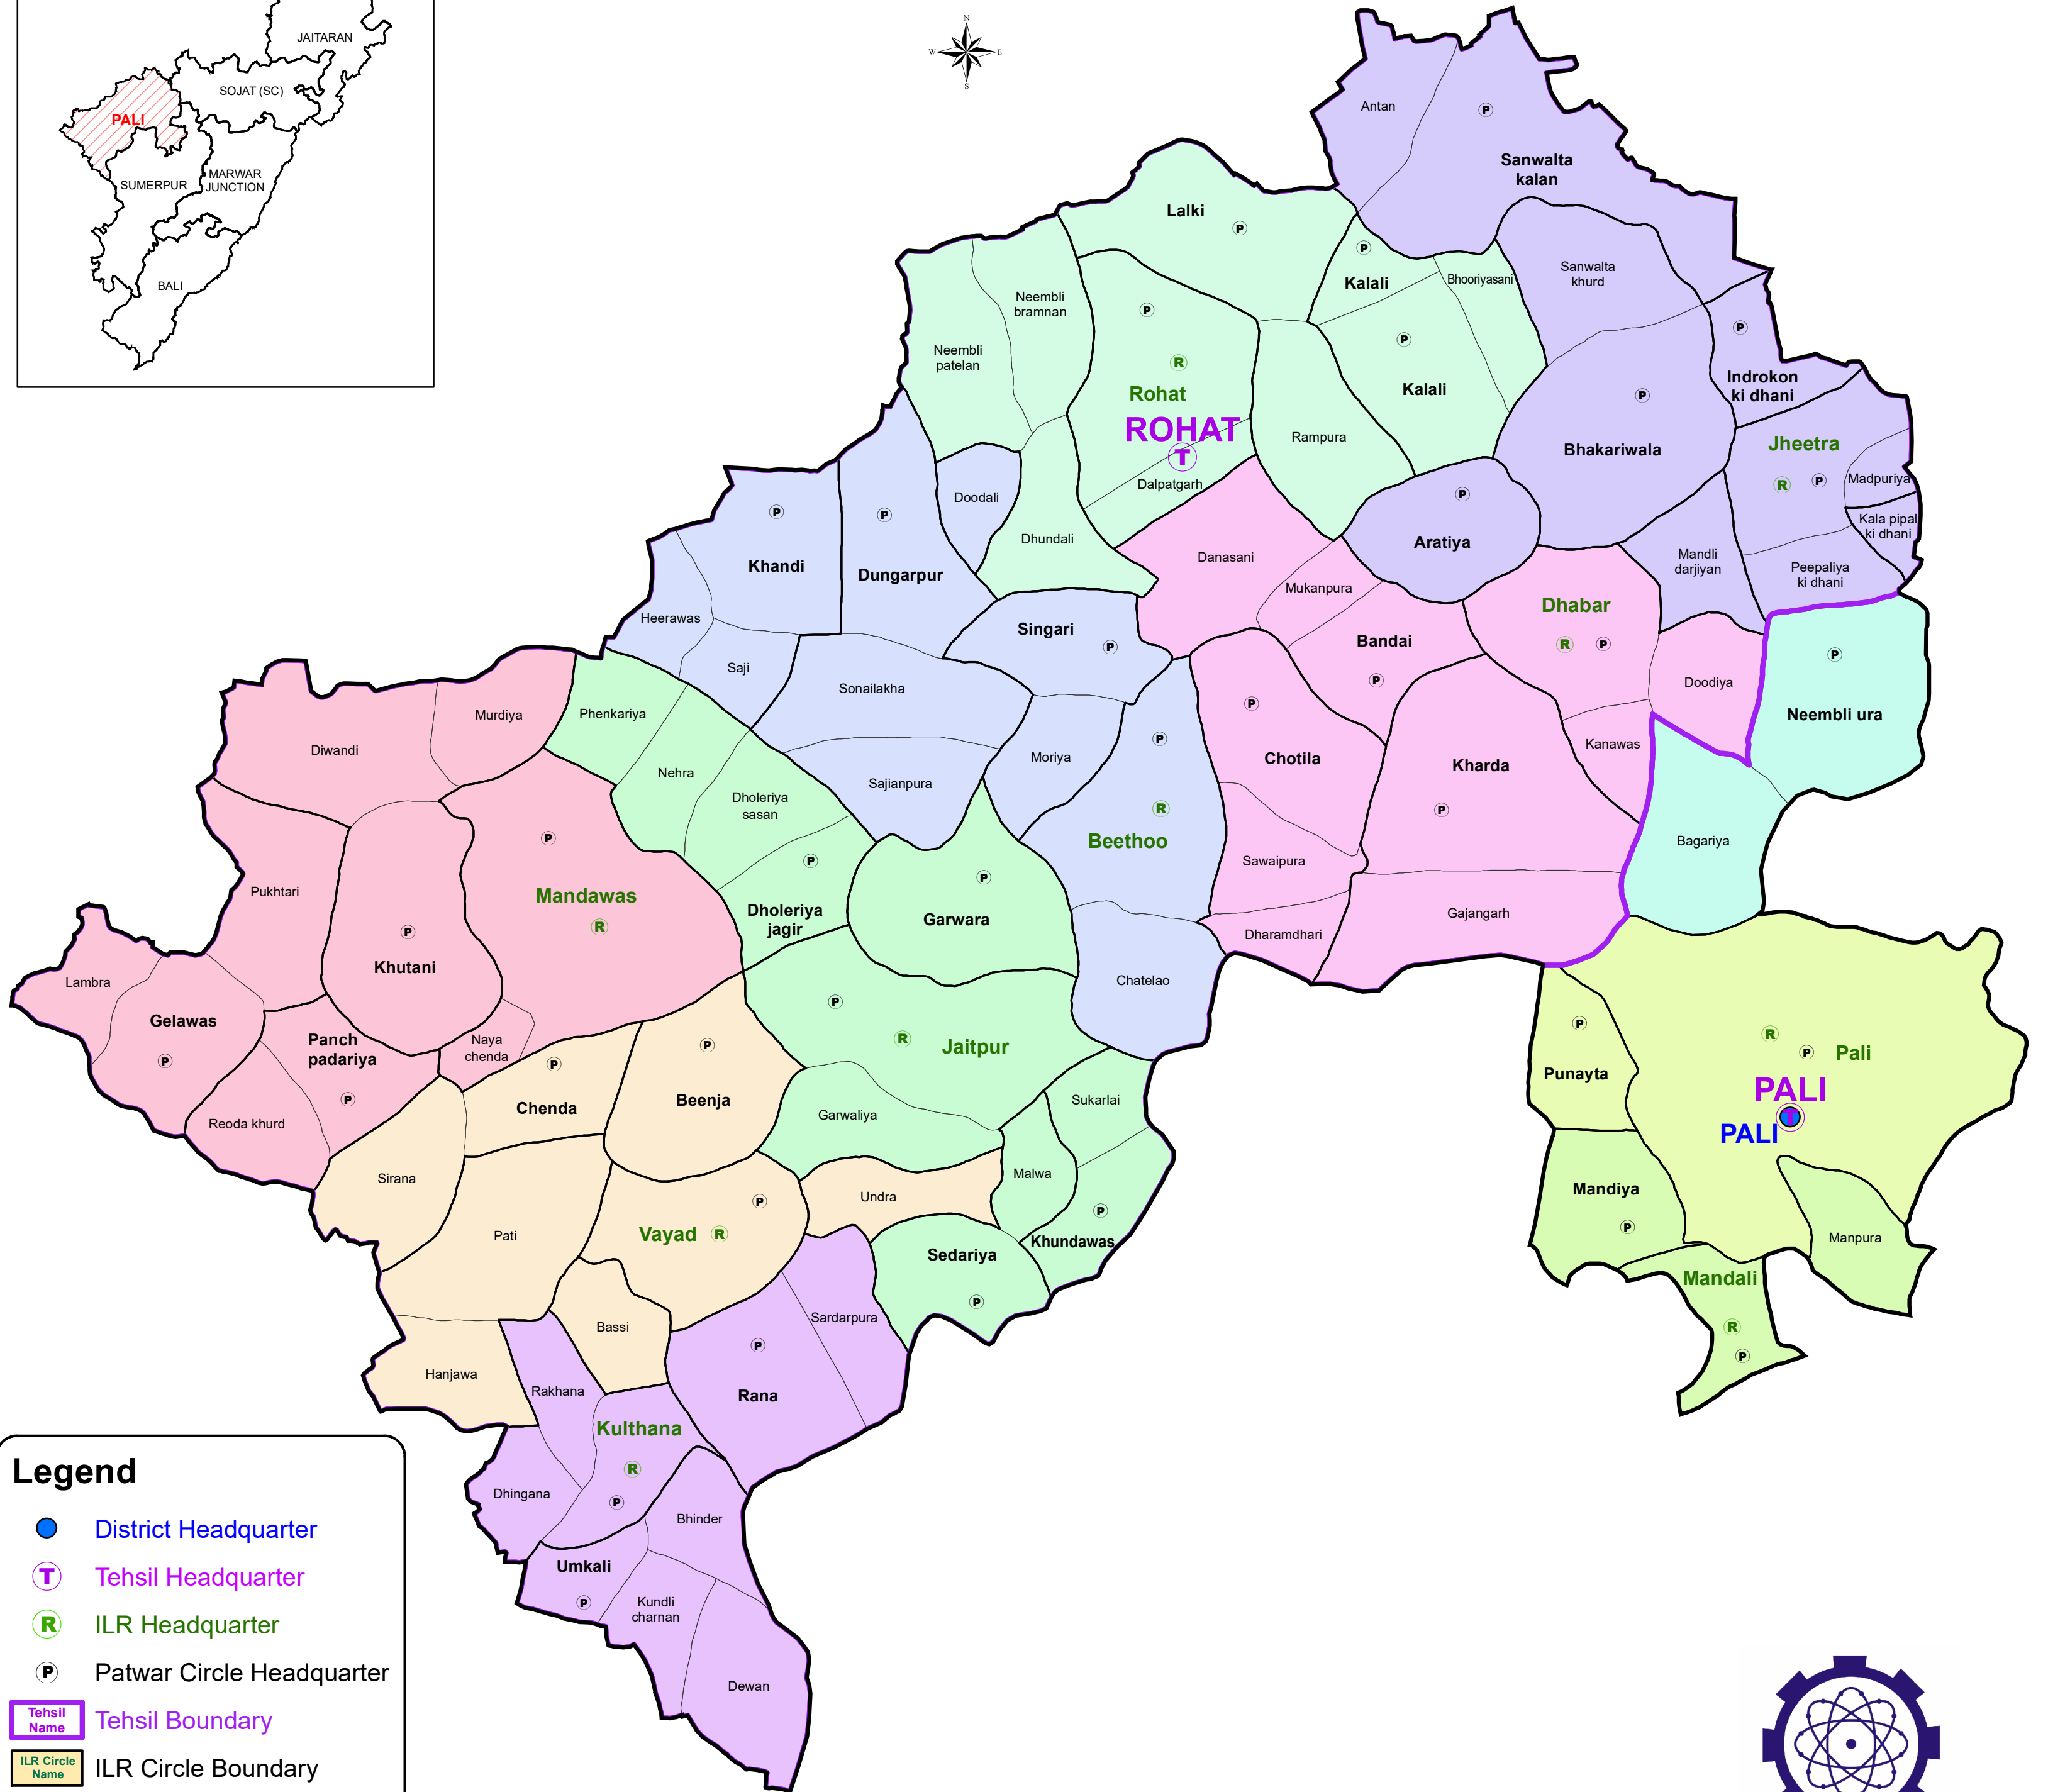 JAITARAN
SOJAT (SC)
PALI
SUMERPUR
MARWAR
JUNCTION
BALI
N
W
E
S
Antan
P
Sanwalta
kalan
Lalki
P
P
Kalali
Bhooriyasani
Sanwalta
khurd
Neembli
bramnan
Neembli
patelan
P
R
Rohat
ROHAT
T
Dalpatgarh
Rampura
P
Kalali
P
Indrokon
ki dhani
P
Bhakariwala
Jheetra
R
P
Madpuriya
Kala pipal
ki dhani
Peepaliya
ki dhani
Mandli
darjiyan
P
Aratiya
Doodali
Dhundali
P
Khandi
P
Dungarpur
Heerawas
Saji
Singari
P
Danasani
Mukanpura
Bandai
P
Dhabar
R
P
Doodiya
P
Neembli ura
Kanawas
Bagariya
P
Chotila
Kharda
P
Sawaipura
Dharamdhari
Gajangarh
Sonailakha
Sajianpura
Moriya
P
R
Beethoo
Chatelao
Phenkariya
Nehra
Dholeriya
sasan
P
Dholeriya
jagir
P
Garwara
Murdiya
Diwandi
P
Mandawas
R
Pukhtari
P
Khutani
Lambra
Gelawas
P
Panch
padariya
P
Naya
chenda
Reoda khurd
P
Chenda
P
Beenja
P
R
Jaitpur
Garwaliya
Sukarlai
Malwa
P
Khundawas
Sedariya
P
Undra
Sirana
Pati
P
Vayad
R
Bassi
Hanjawa
Sardarpura
P
Rana
Rakhana
Kulthana
R
P
Dhingana
Bhinder
Umkali
P
Kundli
charnan
Dewan
P
Punayta
R
P
Pali
PALI
T
PALI
Mandiya
P
Manpura
Mandali
R
P
Legend
District Headquarter
T
Tehsil Headquarter
R
ILR Headquarter
P
Patwar Circle Headquarter
Tehsil
Name
Tehsil Boundary
ILR Circle
Name
ILR Circle Boundary